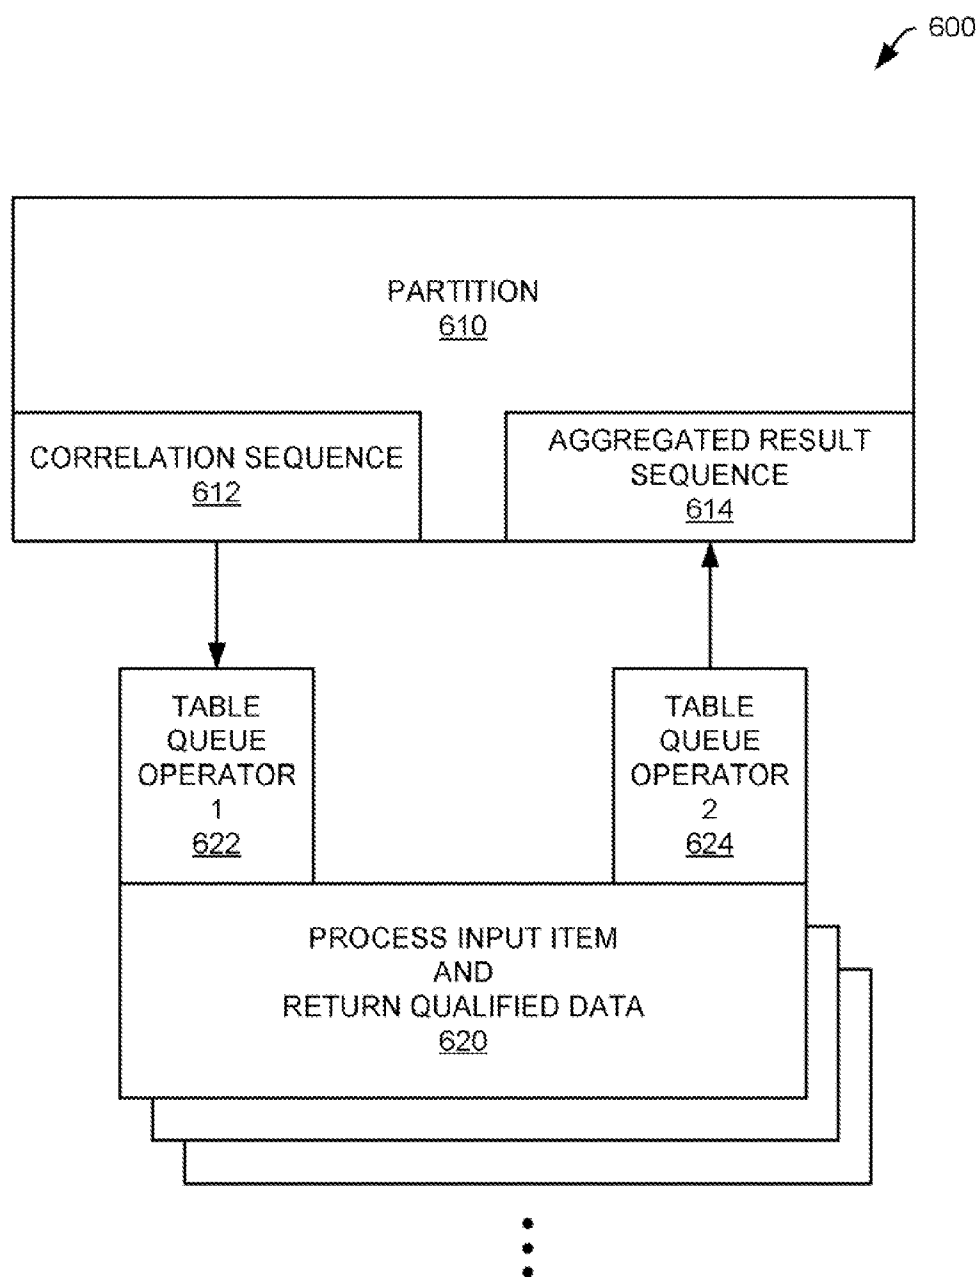 600
PARTITION
610
CORRELATION SEQUENCE
612
AGGREGATED RESULT
SEQUENCE
614
TABLE
QUEUE
OPERATOR
1
622
TABLE
QUEUE
OPERATOR
2
624
PROCESS INPUT ITEM
AND
RETURN QUALIFIED DATA
620